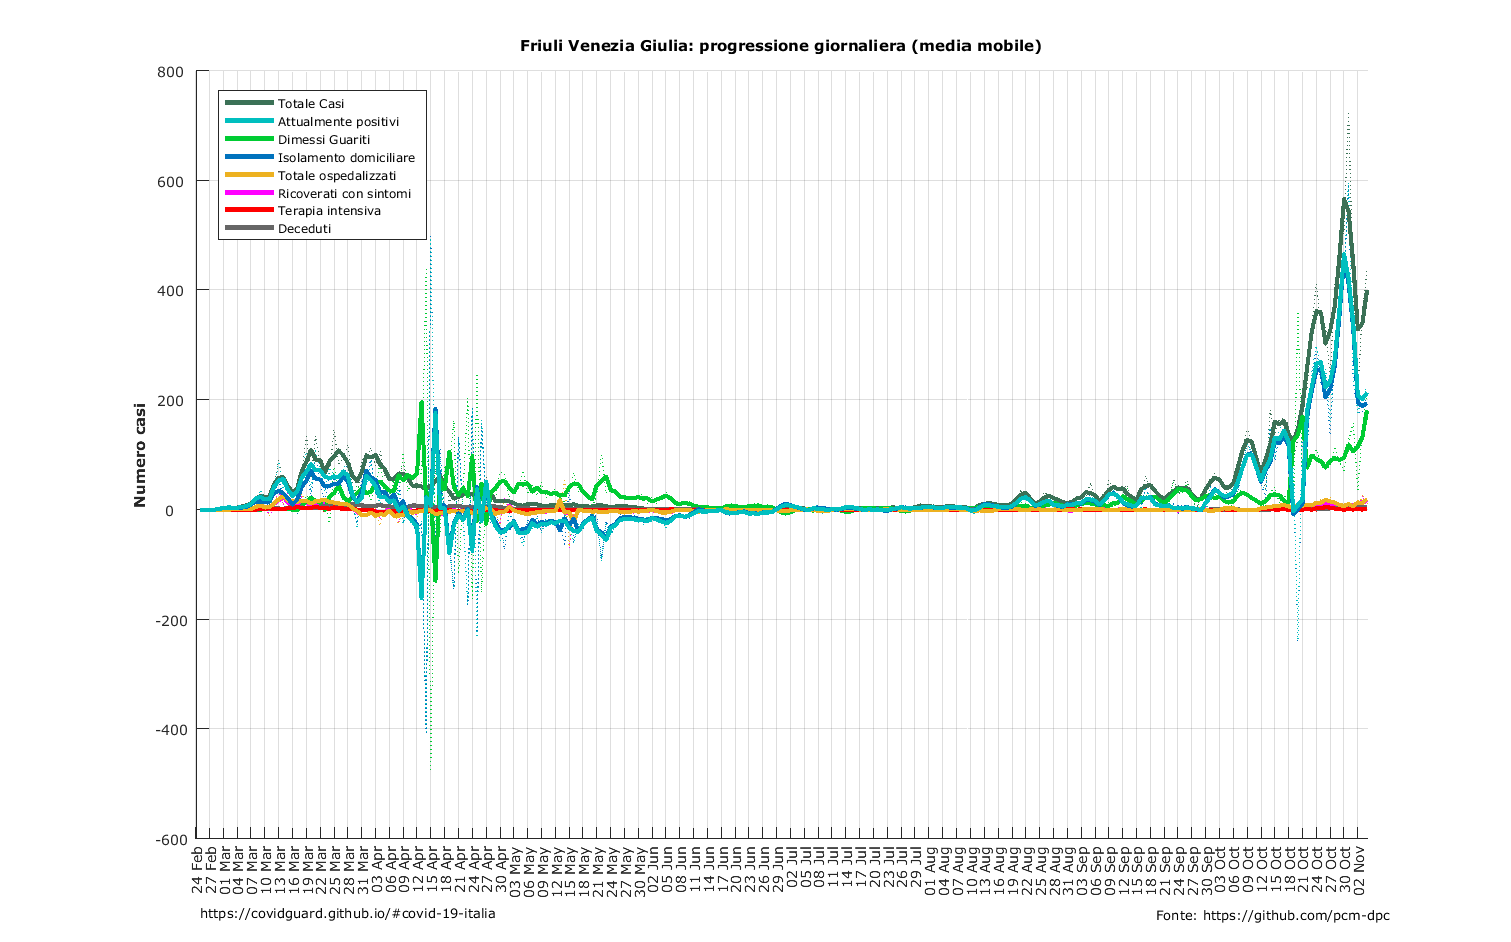 Friuli Venezia Giulia: progressione giornaliera (media mobile)
Numero casi
800
600
400
200
0
-200
-400
-600
Totale Casi
Attualmente positivi
Dimessi Guariti
Isolamento domiciliare
Totale ospedalizzati
Ricoverati con sintomi
Terapia intensiva
Deceduti
24 Feb
27 Feb
01 Mar
04 Mar
07 Mar
10 Mar
13 Mar
16 Mar
19 Mar
22 Mar
25 Mar
28 Mar
31 Mar
03 Apr
06 Apr
09 Apr
12 Apr
15 Apr
18 Apr
21 Apr
24 Apr
27 Apr
30 Apr
03 May
06 May
09 May
12 May
15 May
18 May
21 May
24 May
27 May
30 May
02 Jun
05 Jun
08 Jun
11 Jun
14 Jun
17 Jun
20 Jun
23 Jun
26 Jun
29 Jun
02 Jul
05 Jul
08 Jul
11 Jul
14 Jul
17 Jul
20 Jul
23 Jul
26 Jul
29 Jul
01 Aug
04 Aug
07 Aug
10 Aug
13 Aug
16 Aug
19 Aug
22 Aug
25 Aug
28 Aug
31 Aug
03 Sep
06 Sep
09 Sep
12 Sep
15 Sep
18 Sep
21 Sep
24 Sep
27 Sep
30 Sep
03 Oct
06 Oct
09 Oct
12 Oct
15 Oct
18 Oct
21 Oct
24 Oct
27 Oct
30 Oct
02 Nov
https://covidguard.github.io/#covid-19-italia
Fonte: https://github.com/pcm-dpc